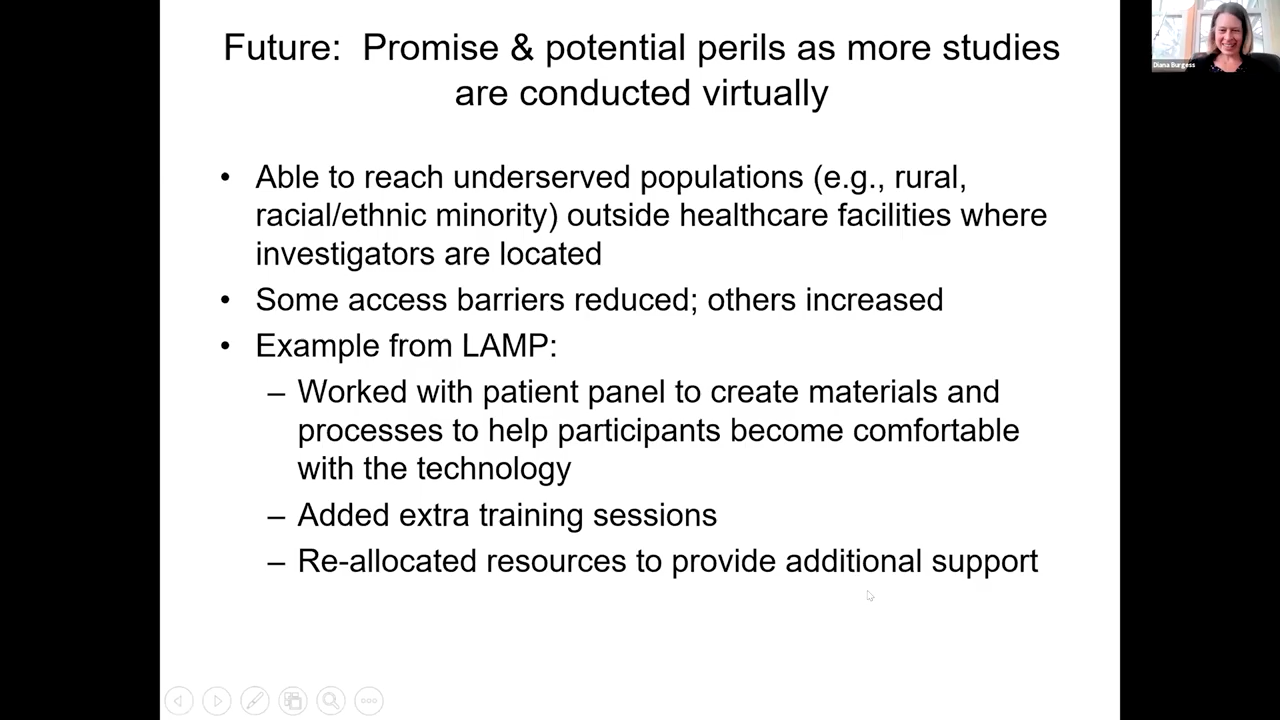 Future:  Promise & potential perils as more studies
are conducted virtually
Diana Burgess
• Able to reach underserved populations (e.g., rural,
racial/ethnic minority) outside healthcare facilities where
investigators are located
• Some access barriers reduced; others increased
• Example from LAMP:
– Worked with patient panel to create materials and
processes to help participants become comfortable
with the technology
– Added extra training sessions
– Re-allocated resources to provide additional support